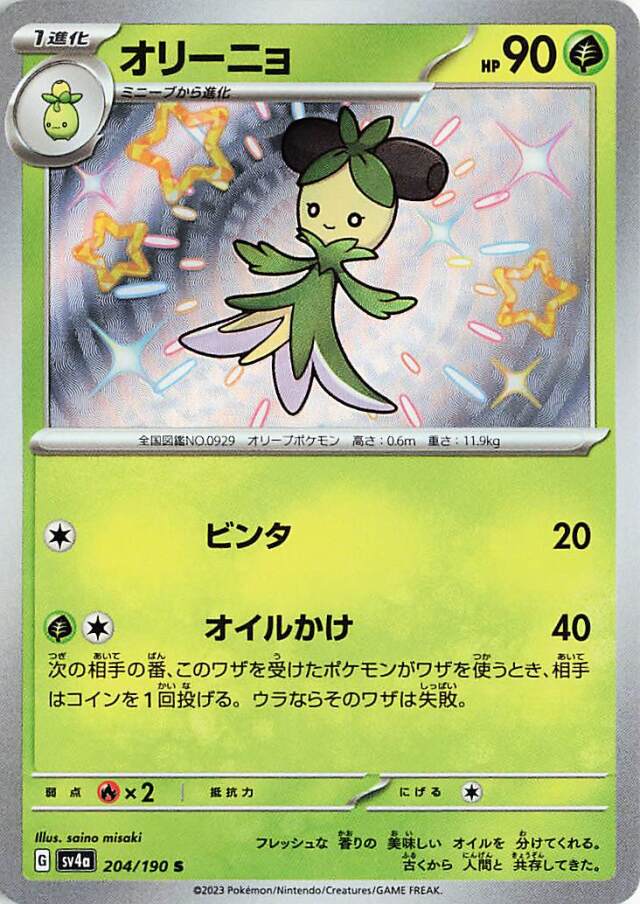 1進化
オリーニョ
HP 90
ミニーブから進化
全国図鑑NO.0929 オリーブポケモン 高さ:0.6m 重さ:11.9kg
ビンタ 20
オイルかけ 40
次の相手の番、このワザを受けたポケモンがワザを使うとき、相手
はコインを1回投げる。ウラならそのワザは失敗。
弱点 ×2 抵抗力 にげる
Illus. saino misaki
G sv4a 204/190 S
フレッシュな 香りの 美味しい オイルを 分けてくれる。
古くから 人間と 共存してきた。
©2023 Pokémon/Nintendo/Creatures/GAME FREAK.